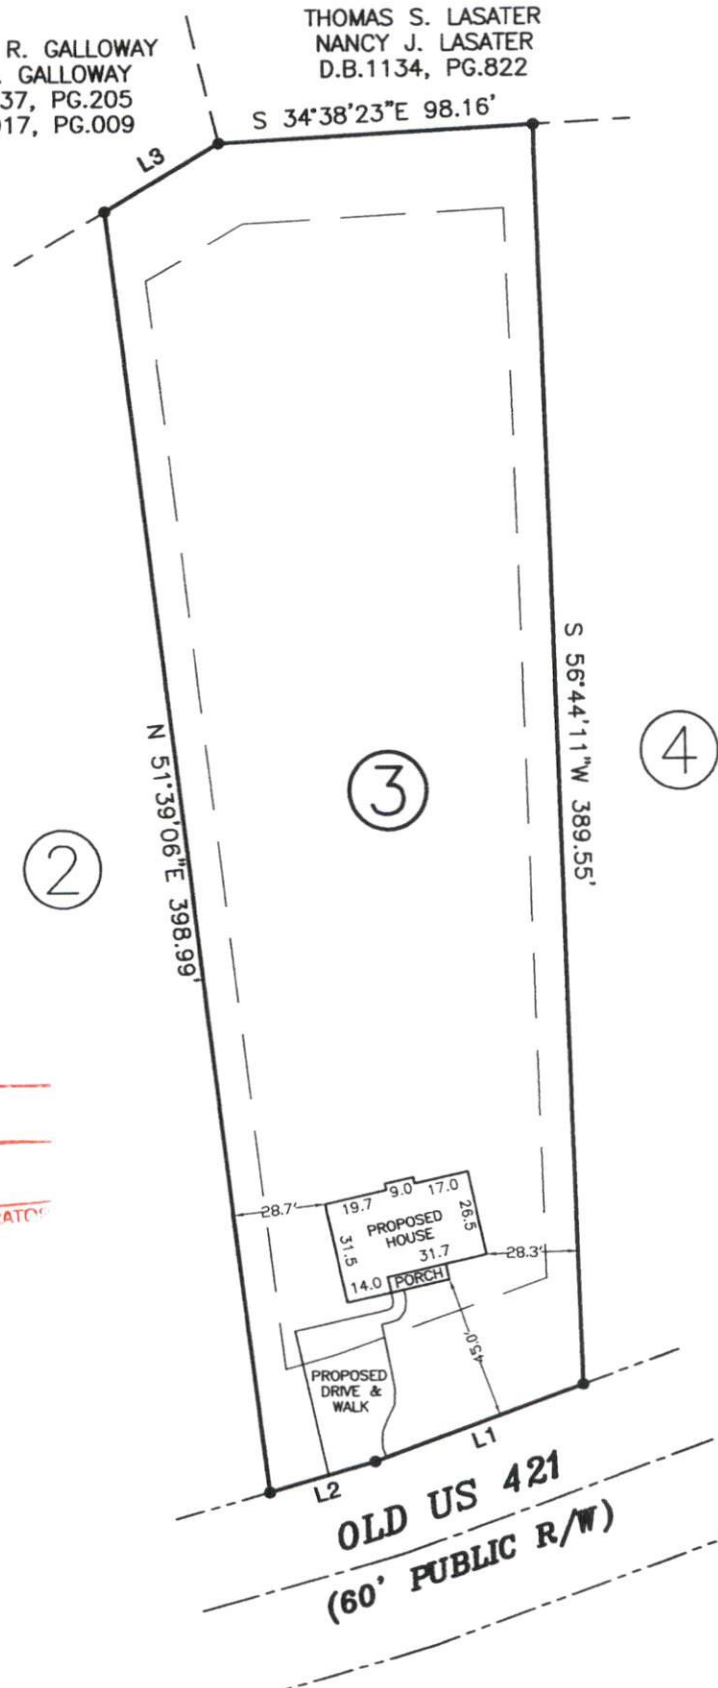 THOMAS S. LASATER
NANCY J. LASATER
D.B.1134, PG.822
R. GALLOWAY
GALLOWAY
37, PG.205
017, PG.009
S 34°38'23"E 98.16'
L3
S 56°44'11"W 389.55'
N 51°39'06"E 398.99'
2
3
4
28.7'
19.7
9.0
17.0
26.5
31.5
PROPOSED
HOUSE
31.7
28.3'
14.0
PORCH
45.0'
PROPOSED
DRIVE &
WALK
L1
L2
OLD US 421
(60' PUBLIC R/W)